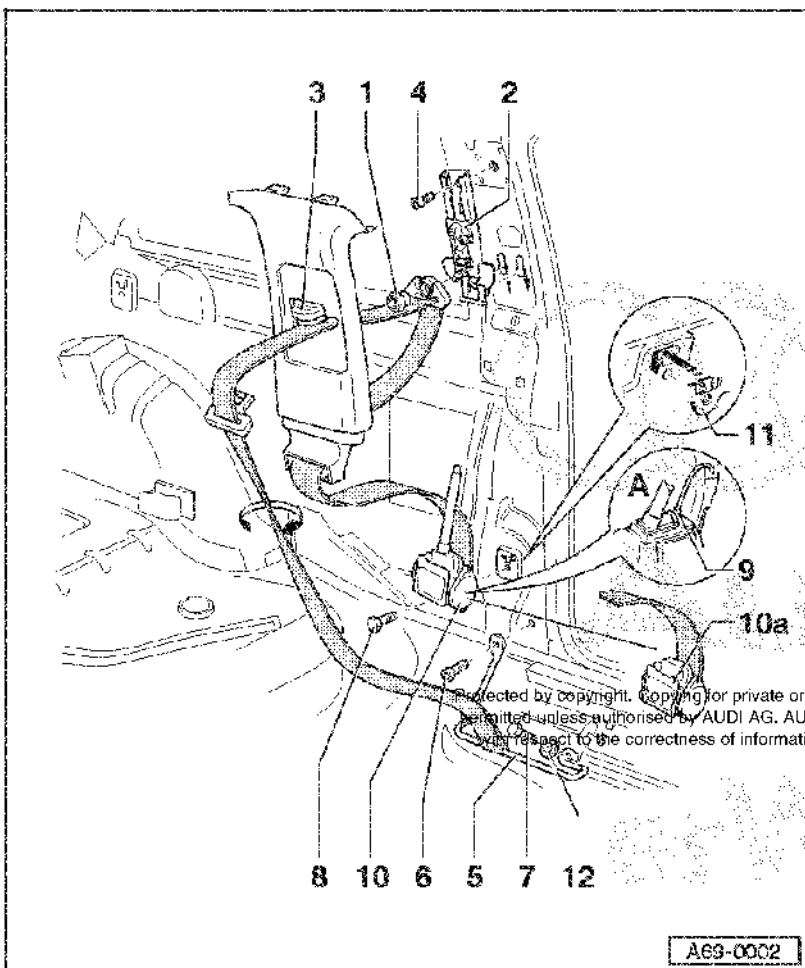 3 1 4 2
11
A
9
10a
Protected by copyright. Copying for private or
permitted unless authorised by AUDI AG. AU
with respect to the correctness of informati
8 10 6 5 7 12
A69-0002